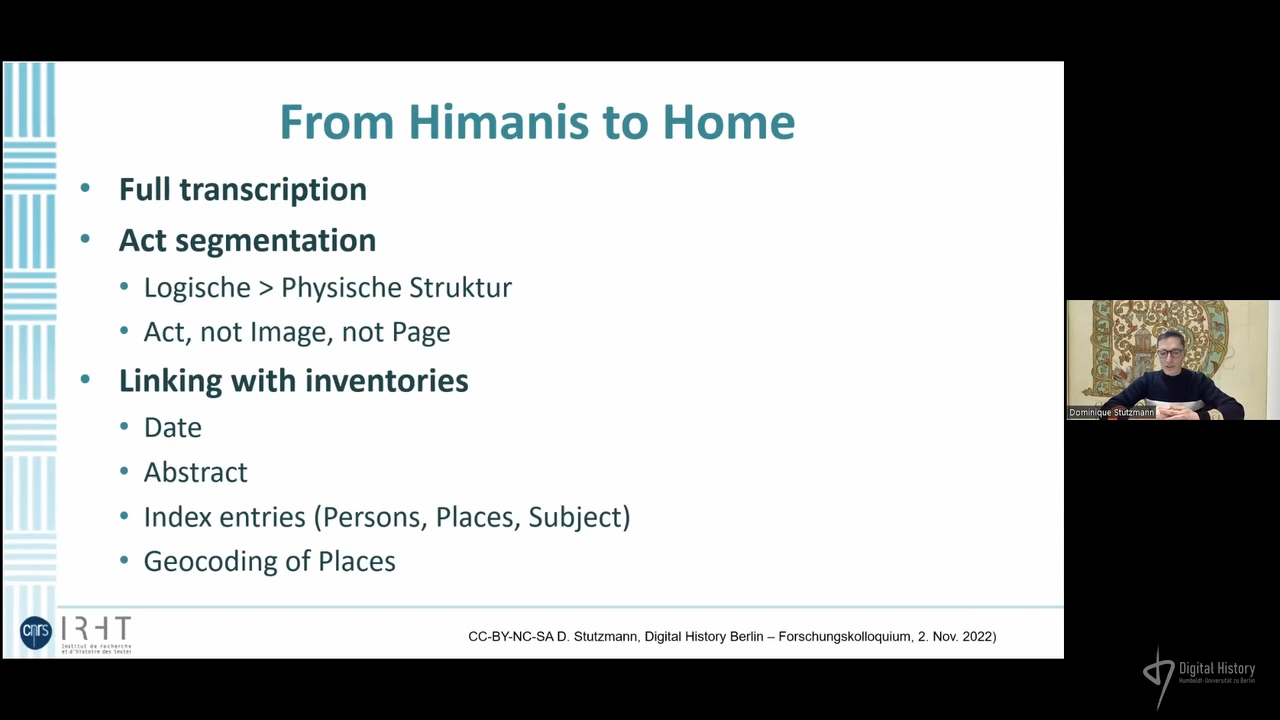 From Himanis to Home
• Full transcription
• Act segmentation
• Logische > Physische Struktur
• Act, not Image, not Page
• Linking with inventories
• Date
• Abstract
• Index entries (Persons, Places, Subject)
• Geocoding of Places
cnrs
IRHT
Institut de recherche
et d'histoire des textes
CC-BY-NC-SA D. Stutzmann, Digital History Berlin – Forschungskolloquium, 2. Nov. 2022)
Dominique Stutzmann
Digital History
Humboldt-Universität zu Berlin